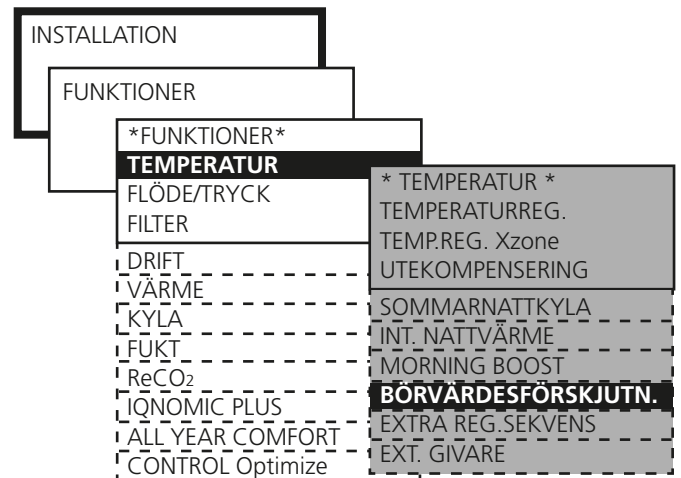 INSTALLATION
FUNKTIONER
*FUNKTIONER*
TEMPERATUR
FLÖDE/TRYCK
FILTER
DRIFT
VÄRME
KYLA
FUKT
ReCO2
IQNOMIC PLUS
ALL YEAR COMFORT
CONTROL Optimize
* TEMPERATUR *
TEMPERATURREG.
TEMP.REG. Xzone
UTEKOMPENSERING
SOMMARNATTKYLA
INT. NATTVÄRME
MORNING BOOST
BÖRVÄRDESFÖRSKJUTN.
EXTRA REG.SEKVENS
EXT. GIVARE